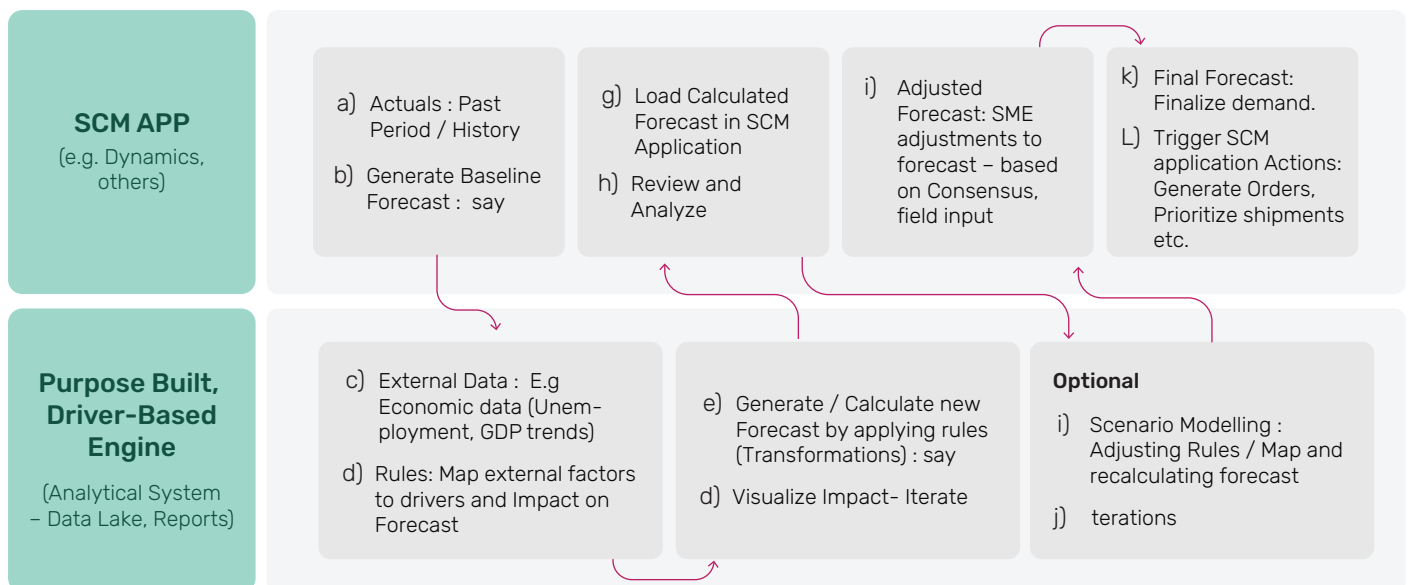 SCM APP
(e.g. Dynamics,
others)
a) Actuals : Past
Period / History
b) Generate Baseline
Forecast : say
g) Load Calculated
Forecast in SCM
Application
h) Review and
Analyze
i) Adjusted
Forecast: SME
adjustments to
forecast – based
on Consensus,
field input
k) Final Forecast:
Finalize demand.
L) Trigger SCM
application Actions:
Generate Orders,
Prioritize shipments
etc.
Purpose Built,
Driver-Based
Engine
(Analytical System
– Data Lake, Reports)
c) External Data : E.g
Economic data (Unem-
ployment, GDP trends)
d) Rules: Map external factors
to drivers and Impact on
Forecast
e) Generate / Calculate new
Forecast by applying rules
(Transformations) : say
d) Visualize Impact- Iterate
Optional
i) Scenario Modelling :
Adjusting Rules / Map and
recalculating forecast
j) terations